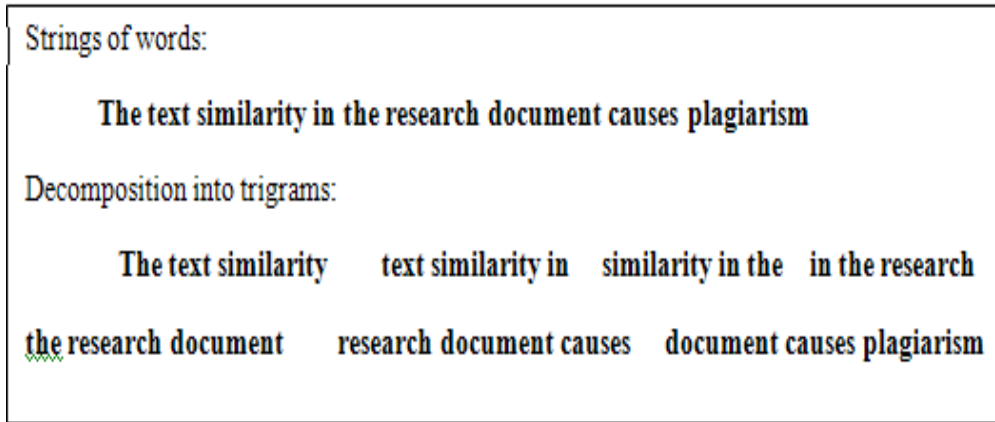 Strings of words:
The text similarity in the research document causes plagiarism
Decomposition into trigrams:
The text similarity text similarity in similarity in the in the research
the research document research document causes document causes plagiarism